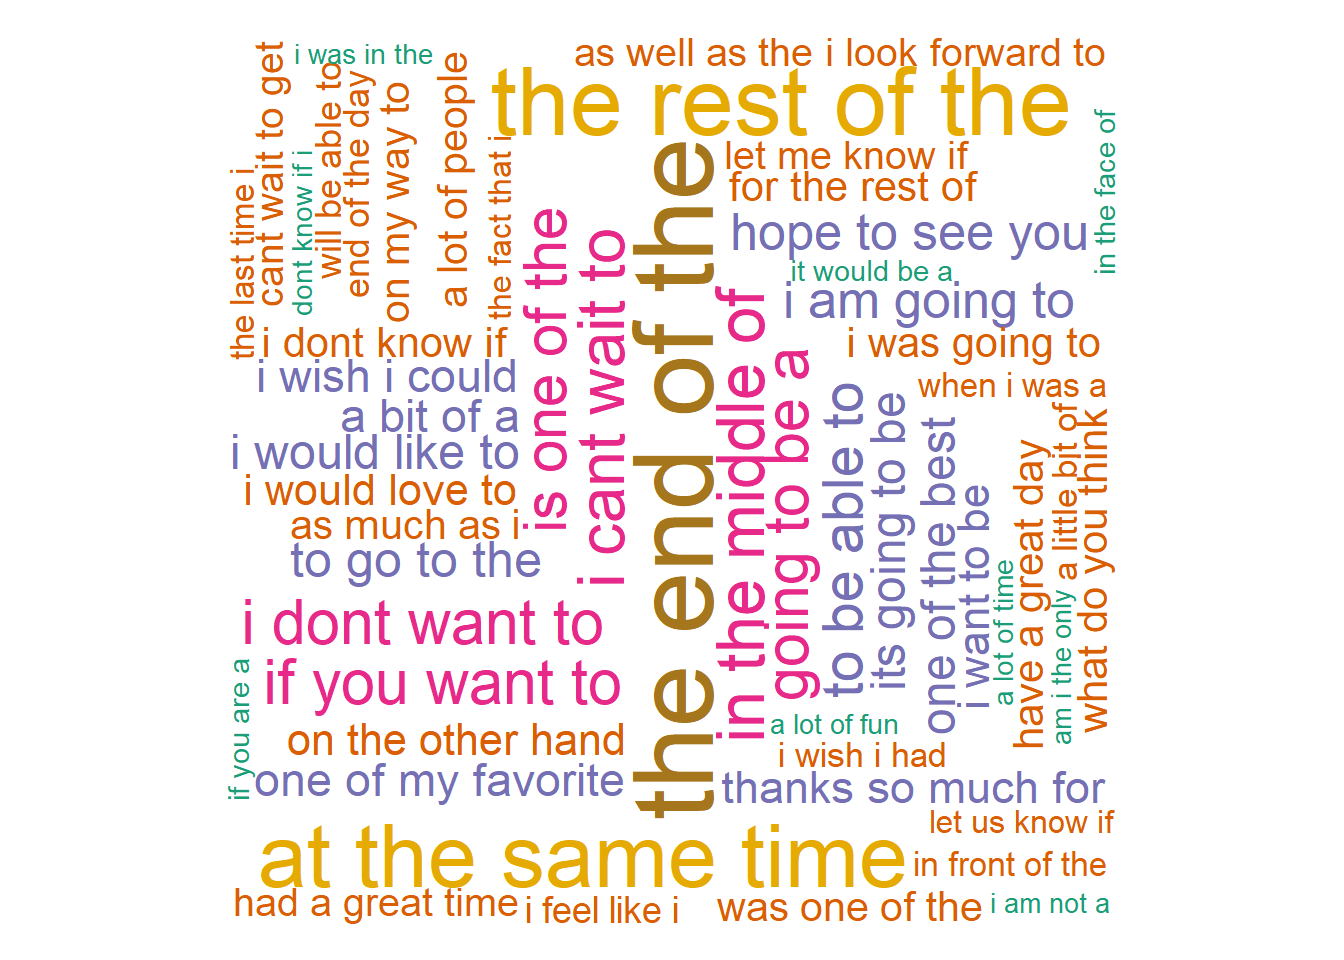 i was in the
as well as the
i look forward to
the rest of the
cant wait to get
will be able to
end of the day
on my way to
a lot of people
the last time i
dont know if i
the fact that i
let me know if
for the rest of
in the face of
hope to see you
it would be a
i am going to
i was going to
when i was a
i dont know if
i wish i could
a bit of a
i would like to
i would love to
as much as i
to go to the
is one of the
i cant wait to
the end of the
in the middle of
going to be a
to be able to
its going to be
one of the best
i want to be
a lot of time
have a great day
am i the only
a little bit of
what do you think
i dont want to
if you want to
if you are a
on the other hand
one of my favorite
a lot of fun
i wish i had
thanks so much for
let us know if
at the same time
in front of the
had a great time
i feel like i
was one of the
i am not a